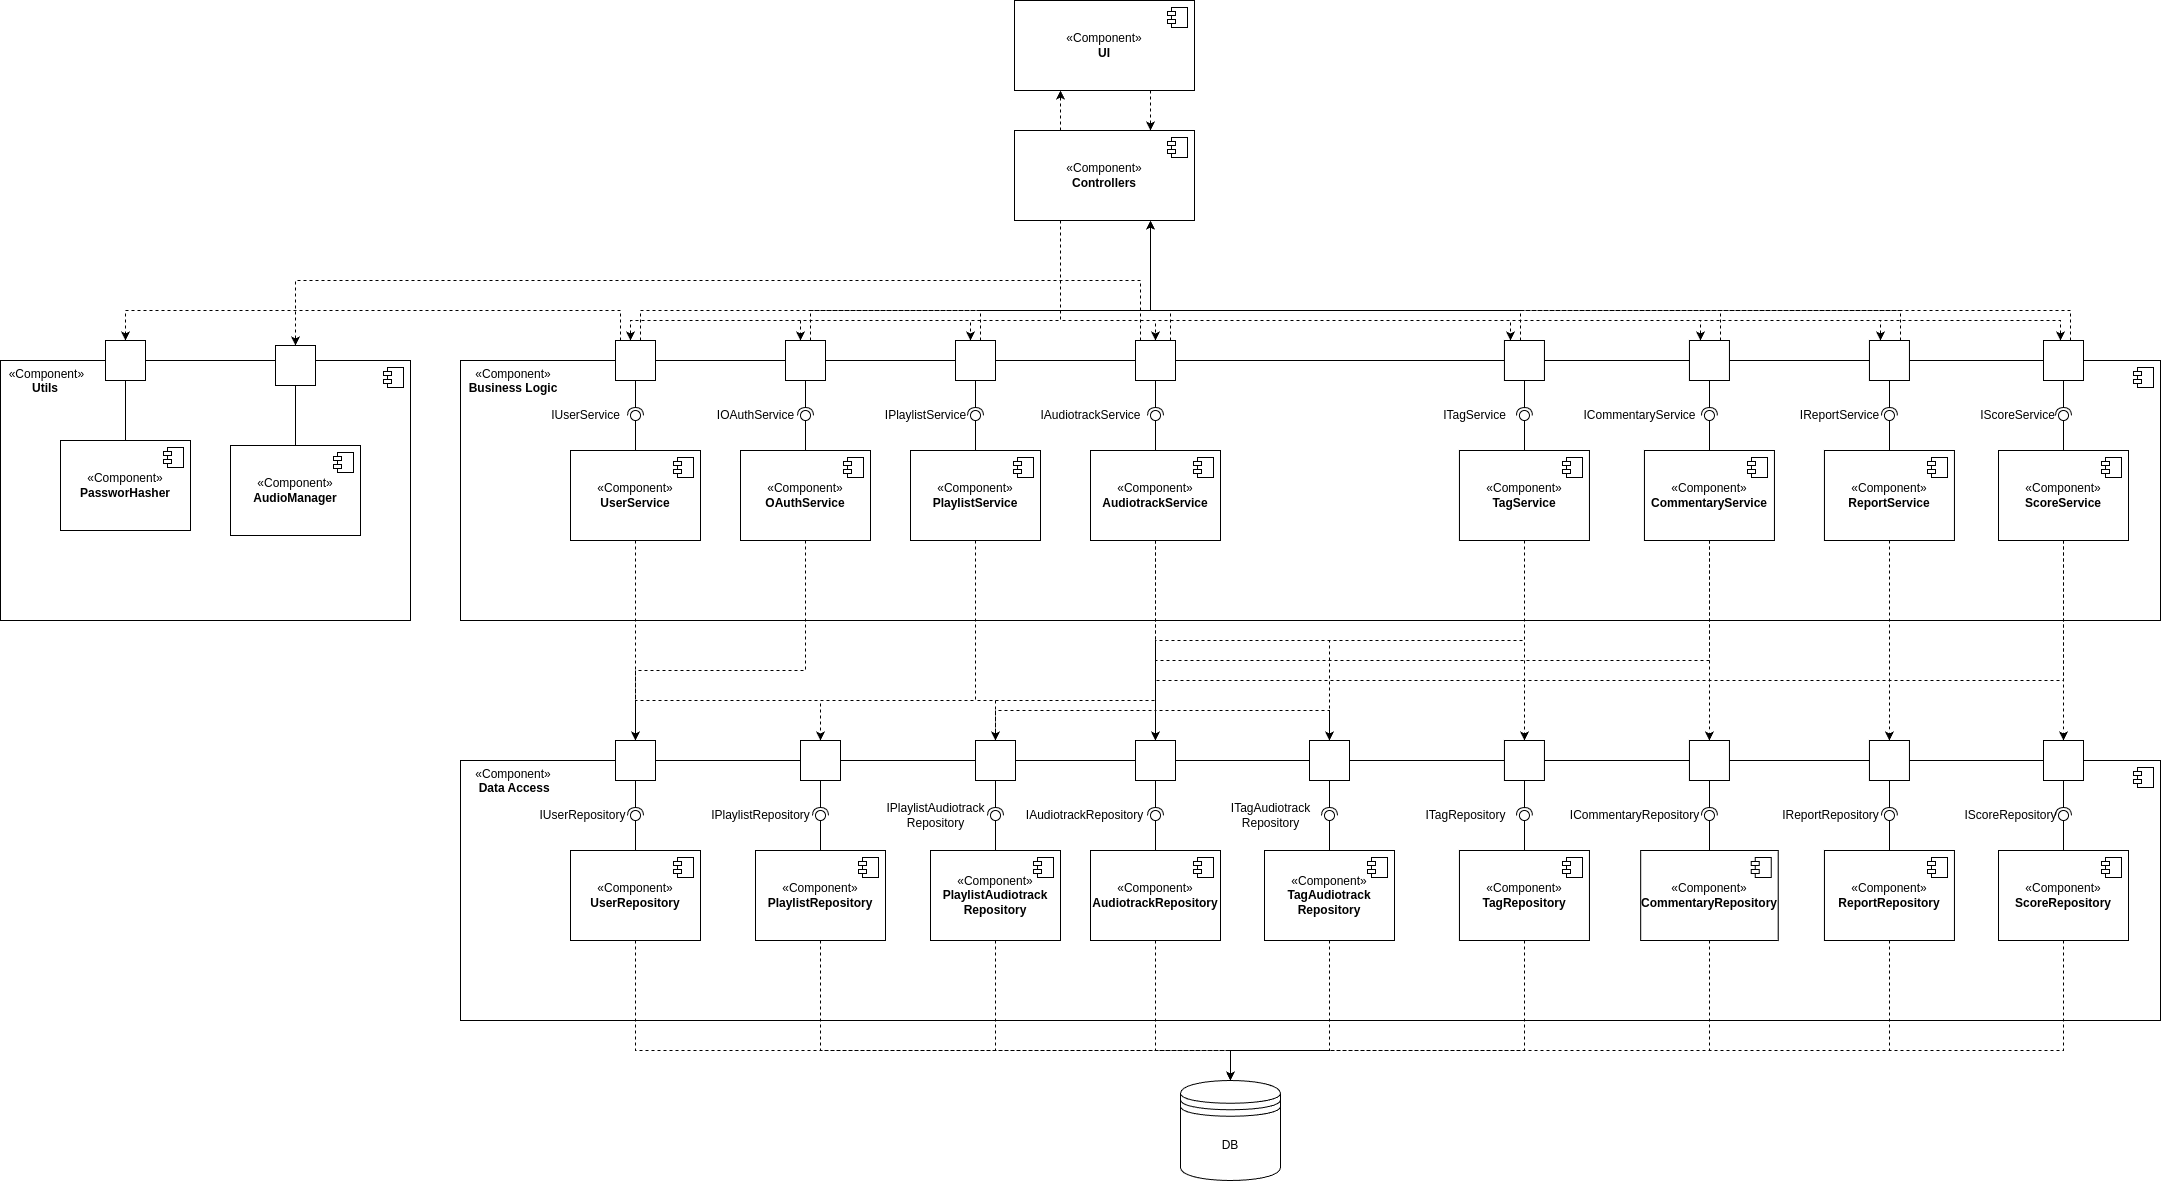 «Component»
UI
«Component»
Controllers
«Component»
Utils
«Component»
PassworHasher
«Component»
AudioManager
«Component»
Business Logic
IUserService
IOAuthService
IPlaylistService
IAudiotrackService
ITagService
ICommentaryService
IReportService
IScoreService
«Component»
UserService
«Component»
OAuthService
«Component»
PlaylistService
«Component»
AudiotrackService
«Component»
TagService
«Component»
CommentaryService
«Component»
ReportService
«Component»
ScoreService
«Component»
Data Access
IUserRepository
IPlaylistRepository
IPlaylistAudiotrack
Repository
IAudiotrackRepository
ITagAudiotrack
Repository
ITagRepository
ICommentaryRepository
IReportRepository
IScoreRepository
«Component»
UserRepository
«Component»
PlaylistRepository
«Component»
PlaylistAudiotrack
Repository
«Component»
AudiotrackRepository
«Component»
TagAudiotrack
Repository
«Component»
TagRepository
«Component»
CommentaryRepository
«Component»
ReportRepository
«Component»
ScoreRepository
DB